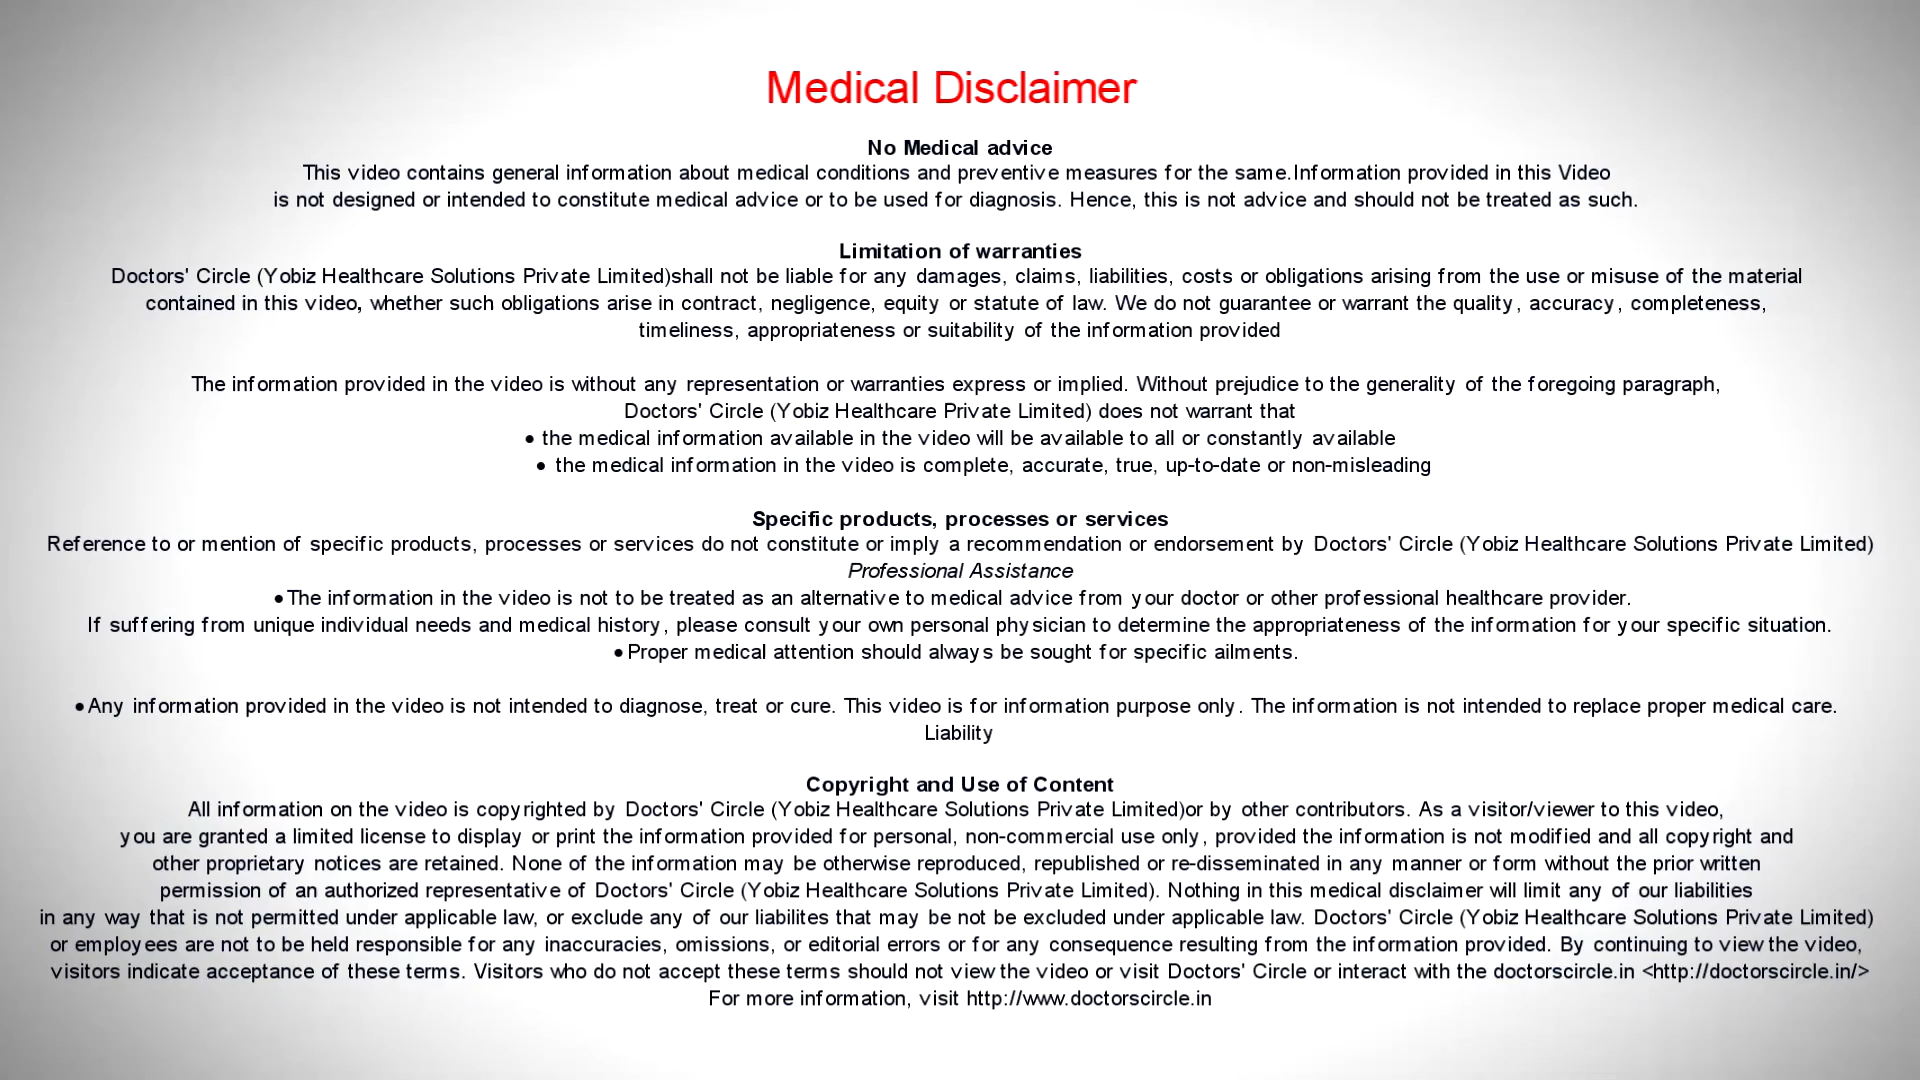 Medical Disclaimer
No Medical advice
This video contains general information about medical conditions and preventive measures for the same.Information provided in this Video
is not designed or intended to constitute medical advice or to be used for diagnosis. Hence, this is not advice and should not be treated as such.
Limitation of warranties
Doctors' Circle (Yobiz Healthcare Solutions Private Limited)shall not be liable for any damages, claims, liabilities, costs or obligations arising from the use or misuse of the material
contained in this video, whether such obligations arise in contract, negligence, equity or statute of law. We do not guarantee or warrant the quality, accuracy, completeness,
timeliness, appropriateness or suitability of the information provided
The information provided in the video is without any representation or warranties express or implied. Without prejudice to the generality of the foregoing paragraph,
Doctors' Circle (Yobiz Healthcare Private Limited) does not warrant that
• the medical information available in the video will be available to all or constantly available
• the medical information in the video is complete, accurate, true, up-to-date or non-misleading
Specific products, processes or services
Reference to or mention of specific products, processes or services do not constitute or imply a recommendation or endorsement by Doctors' Circle (Yobiz Healthcare Solutions Private Limited)
Professional Assistance
•The information in the video is not to be treated as an alternative to medical advice from your doctor or other professional healthcare provider.
If suffering from unique individual needs and medical history, please consult your own personal physician to determine the appropriateness of the information for your specific situation.
•Proper medical attention should always be sought for specific ailments.
•Any information provided in the video is not intended to diagnose, treat or cure. This video is for information purpose only. The information is not intended to replace proper medical care.
Liability
Copyright and Use of Content
All information on the video is copyrighted by Doctors' Circle (Yobiz Healthcare Solutions Private Limited)or by other contributors. As a visitor/viewer to this video,
you are granted a limited license to display or print the information provided for personal, non-commercial use only, provided the information is not modified and all copyright and
other proprietary notices are retained. None of the information may be otherwise reproduced, republished or re-disseminated in any manner or form without the prior written
permission of an authorized representative of Doctors' Circle (Yobiz Healthcare Solutions Private Limited). Nothing in this medical disclaimer will limit any of our liabilities
in any way that is not permitted under applicable law, or exclude any of our liabilites that may be not be excluded under applicable law. Doctors' Circle (Yobiz Healthcare Solutions Private Limited)
or employees are not to be held responsible for any inaccuracies, omissions, or editorial errors or for any consequence resulting from the information provided. By continuing to view the video,
visitors indicate acceptance of these terms. Visitors who do not accept these terms should not view the video or visit Doctors' Circle or interact with the doctorscircle.in <http://doctorscircle.in/>
For more information, visit http://www.doctorscircle.in